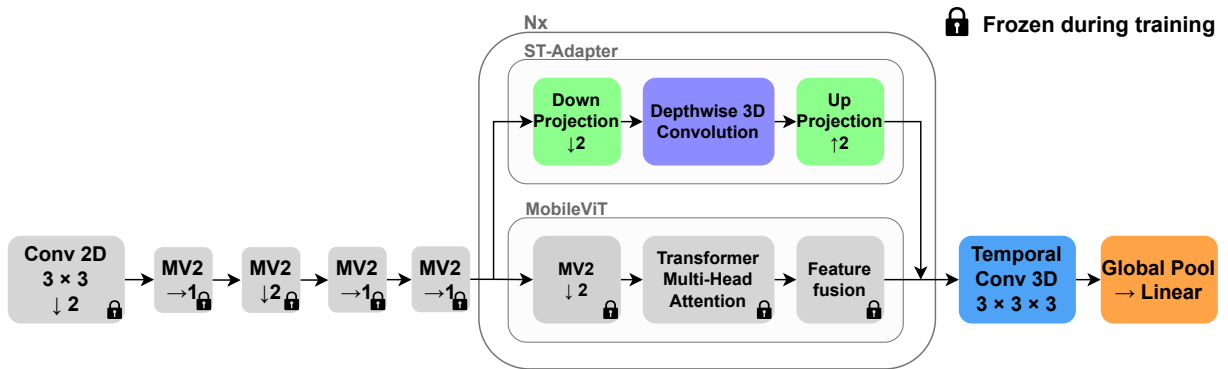 Nx
Frozen during training
ST-Adapter
Down
Projection
↓2
Depthwise 3D
Convolution
Up
Projection
↑2
MobileViT
Conv 2D
3 × 3
↓ 2
MV2
→1
MV2
↓2
MV2
→1
MV2
→1
MV2
↓ 2
Transformer
Multi-Head
Attention
Feature
fusion
Temporal
Conv 3D
3 × 3 × 3
Global Pool
→ Linear